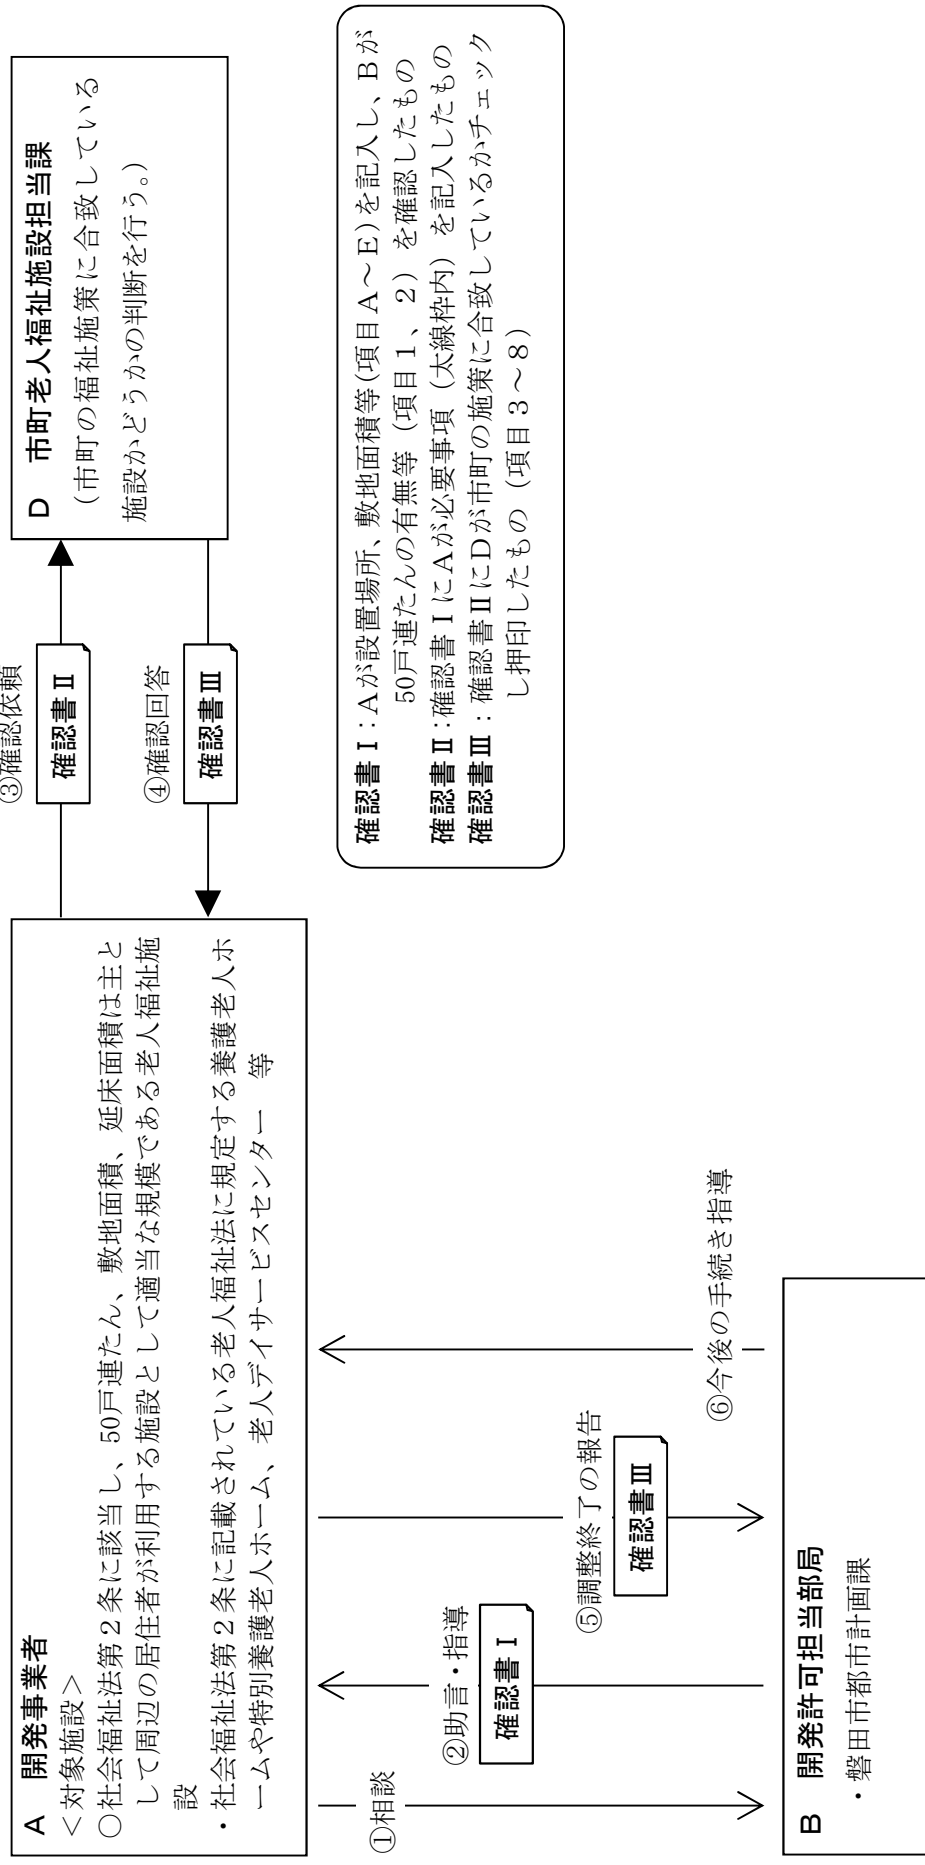 A　開発事業者
＜対象施設＞
○社会福祉法第２条に該当し、50戸連たん、敷地面積、延床面積は主と
して周辺の居住者が利用する施設として適当な規模である老人福祉施
設
・社会福祉法第２条に記載されている老人福祉法に規定する養護老人ホ
ームや特別養護老人ホーム、老人デイサービスセンター　等
③確認依頼
確認書Ⅱ
④確認回答
確認書Ⅲ
D　市町老人福祉施設担当課
（市町の福祉施策に合致している
施設かどうかの判断を行う。）
確認書Ⅰ：Aが設置場所、敷地面積等(項目A～E)を記入し、Bが
50戸連たんの有無等（項目１、２）を確認したもの
確認書Ⅱ：確認書ⅠにAが必要事項（太線枠内）を記入したもの
確認書Ⅲ：確認書ⅡにDが市町の施策に合致しているかチェック
し押印したもの（項目３～８）
①相談
②助言・指導
確認書Ⅰ
⑤調整終了の報告
確認書Ⅲ
⑥今後の手続き指導
B　開発許可担当部局
・磐田市都市計画課